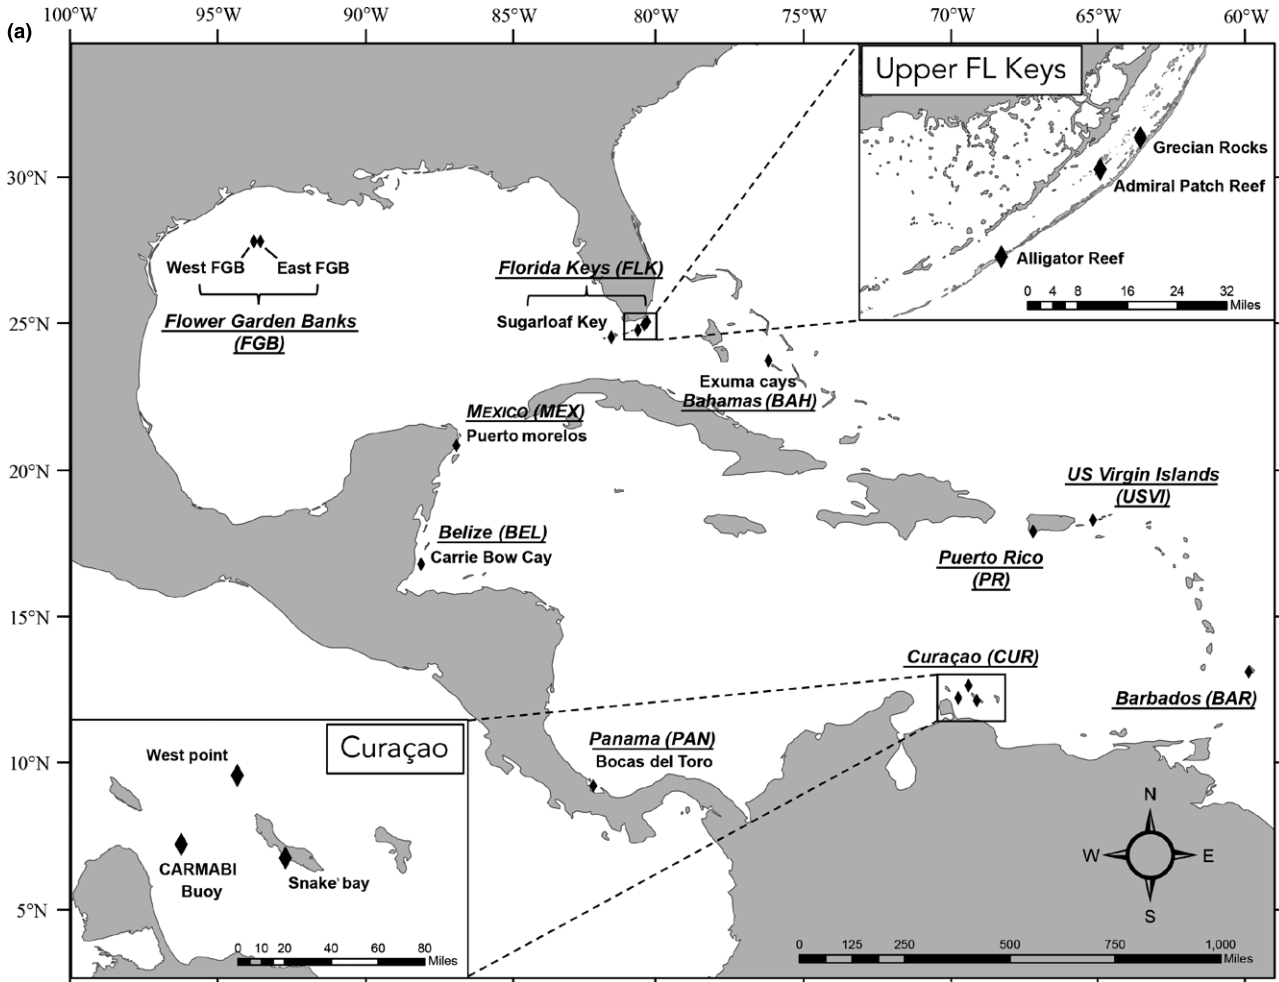 (a)
100°W 95°W 90°W 85°W 80°W 75°W 70°W 65°W 60°W
30°N
25°N
20°N
15°N
10°N
5°N
Upper FL Keys
Grecian Rocks
Admiral Patch Reef
Alligator Reef
0 4 8 16 24 32
Miles
West FGB East FGB
Flower Garden Banks
(FGB)
Florida Keys (FLK)
Sugarloaf Key
Exuma cays
Bahamas (BAH)
MEXICO (MEX)
Puerto morelos
US Virgin Islands
(USVI)
Belize (BEL)
Carrie Bow Cay
Puerto Rico
(PR)
Curaçao (CUR)
Barbados (BAR)
Panama (PAN)
Bocas del Toro
Curaçao
West point
CARMABI
Buoy
Snake bay
0 10 20 40 60 80
Miles
N
W E
S
0 125 250 500 750 1,000
Miles